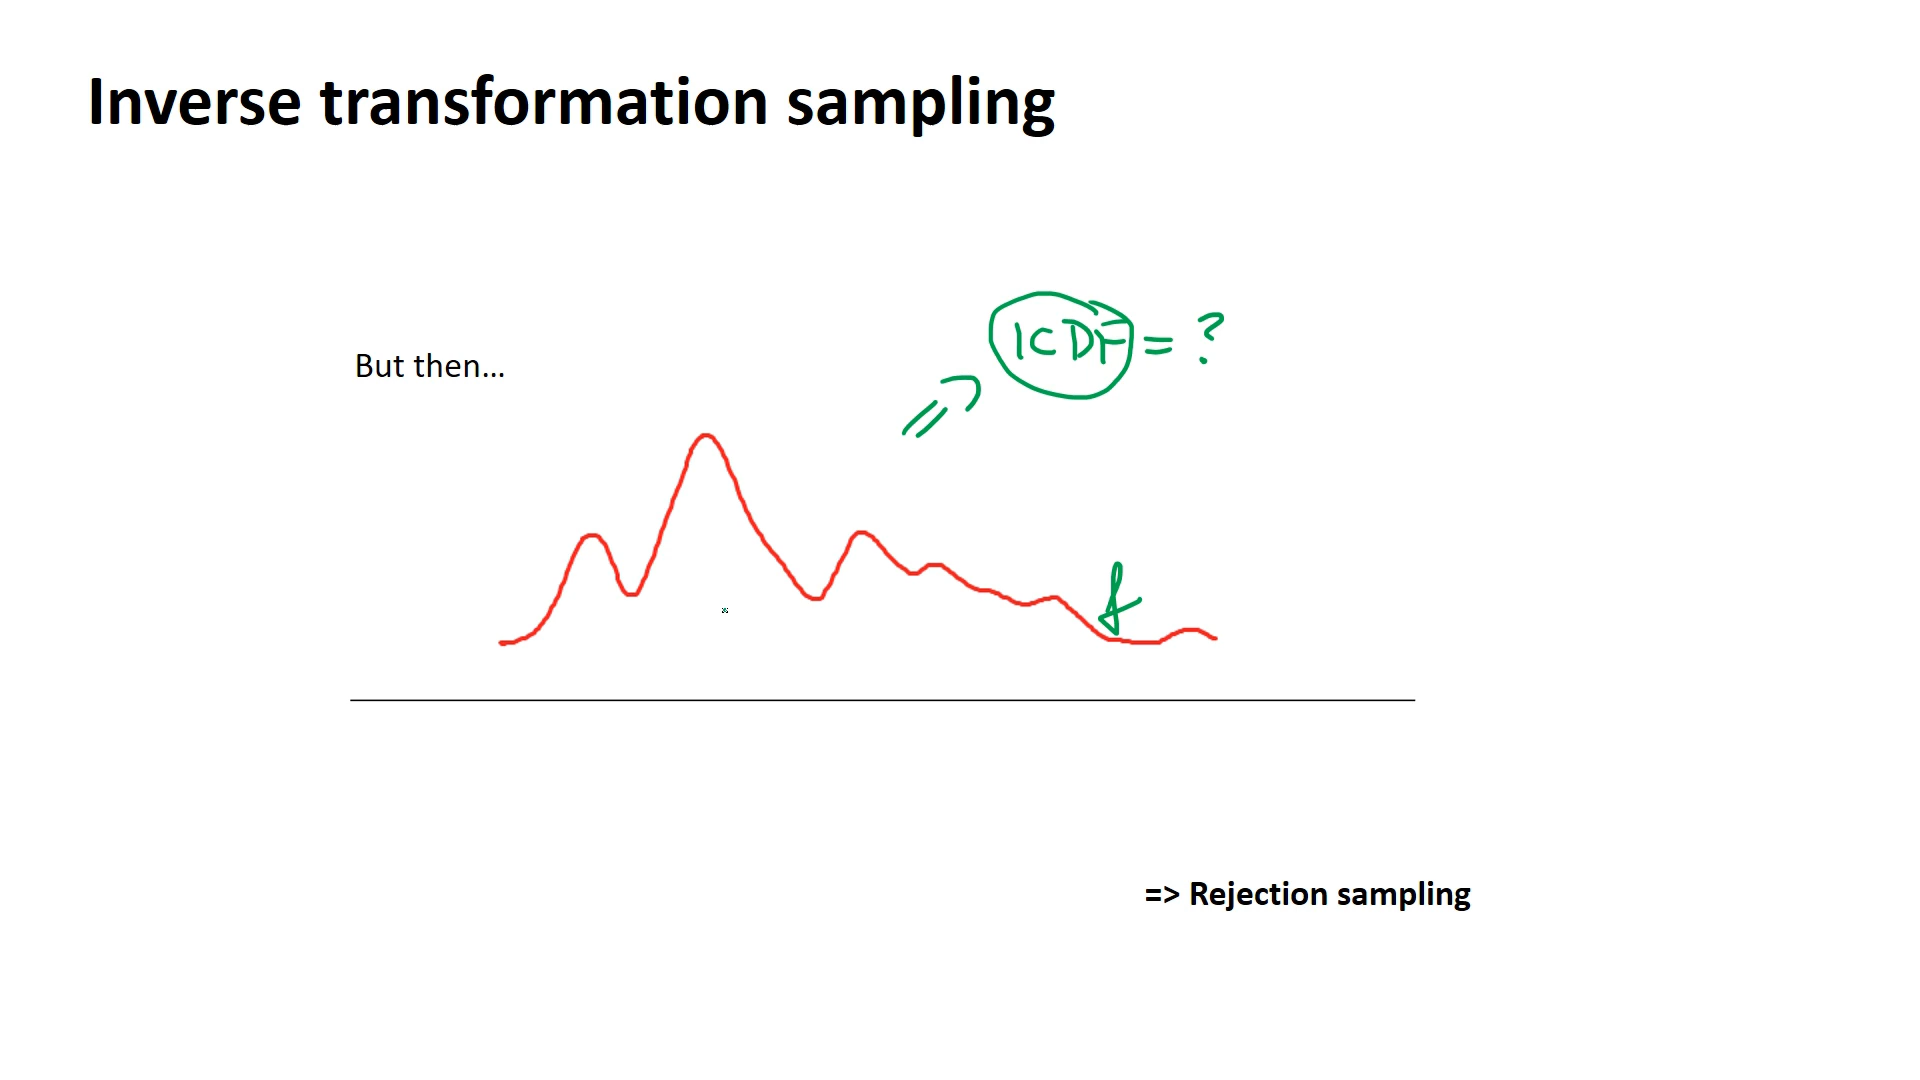 Inverse transformation sampling
ICDF = ?
But then...
=> Rejection sampling